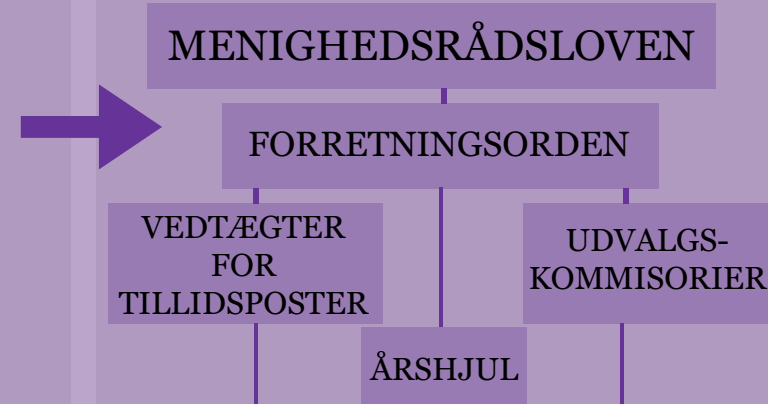 MENIGHEDSRÅDSLOVEN
FORRETNINGSORDEN
VEDTÆGTER
FOR
TILLIDSPOSTER
UDVALGS-
KOMMISORIER
ÅRSHJUL